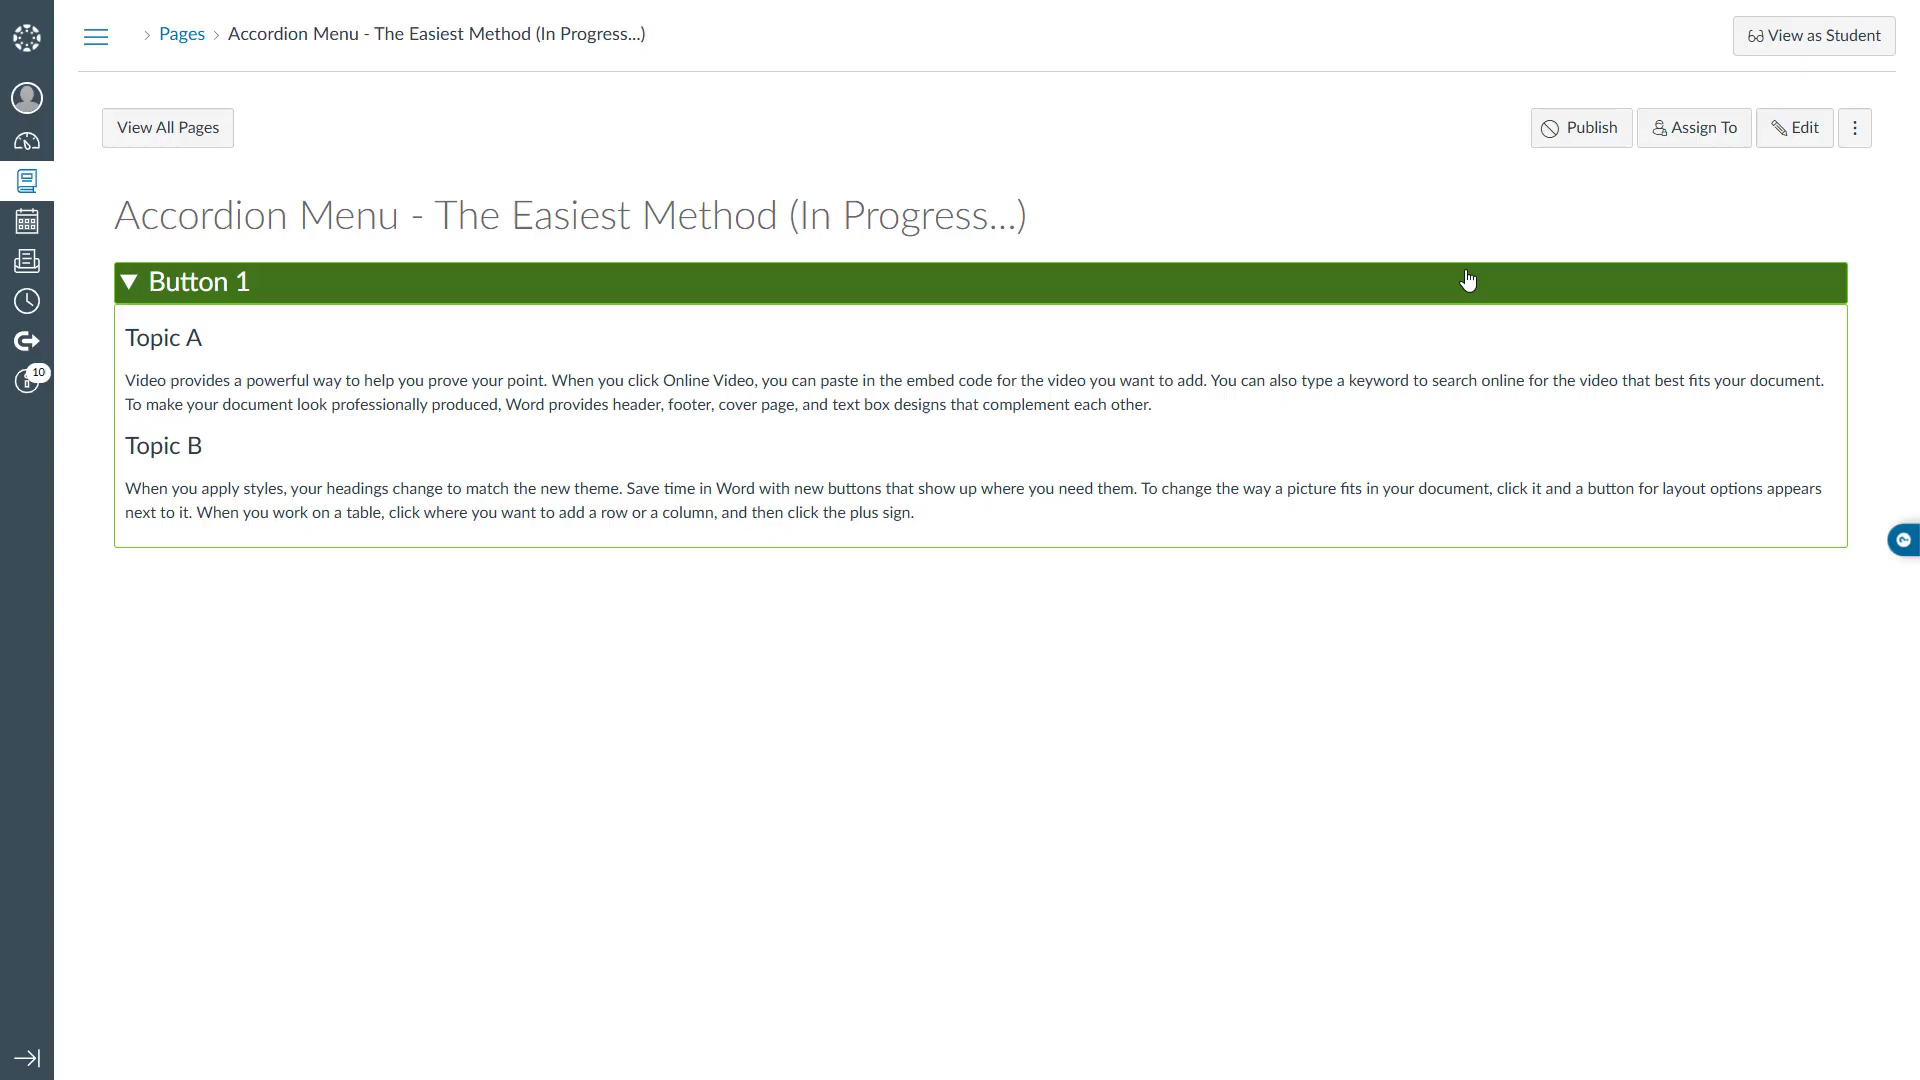 Pages
Accordion Menu - The Easiest Method (In Progress...)
View as Student
View All Pages
Publish
Assign To
Edit
Accordion Menu - The Easiest Method (In Progress...)
Button 1
Topic A
Video provides a powerful way to help you prove your point. When you click Online Video, you can paste in the embed code for the video you want to add. You can also type a keyword to search online for the video that best fits your document.
To make your document look professionally produced, Word provides header, footer, cover page, and text box designs that complement each other.
Topic B
When you apply styles, your headings change to match the new theme. Save time in Word with new buttons that show up where you need them. To change the way a picture fits in your document, click it and a button for layout options appears
next to it. When you work on a table, click where you want to add a row or a column, and then click the plus sign.
10